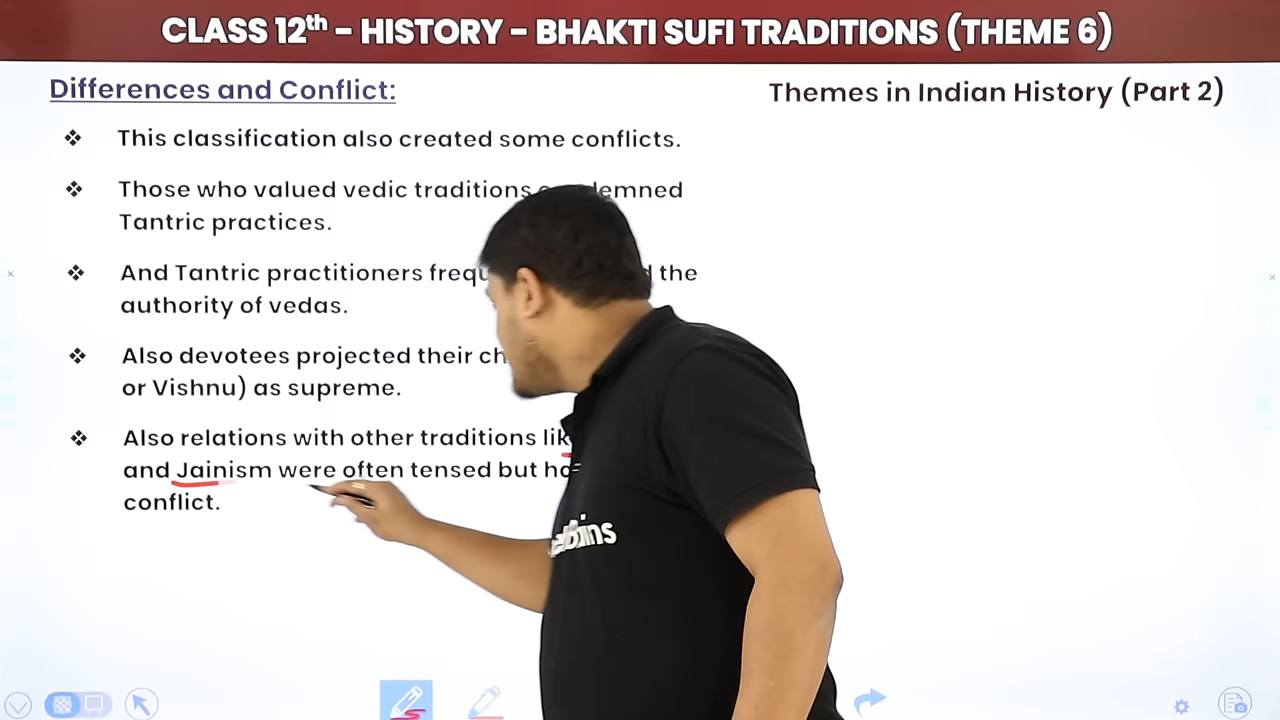 CLASS 12th - HISTORY - BHAKTI SUFI TRADITIONS (THEME 6)
Differences and Conflict:
Themes in Indian History (Part 2)
This classification also created some conflicts.
Those who valued vedic traditions
Tantric practices.
And Tantric practitioners the
authority of vedas.
Also devotees projected their
or Vishnu) as supreme.
Also relations with other traditions
and Jainism were often tensed but
conflict.